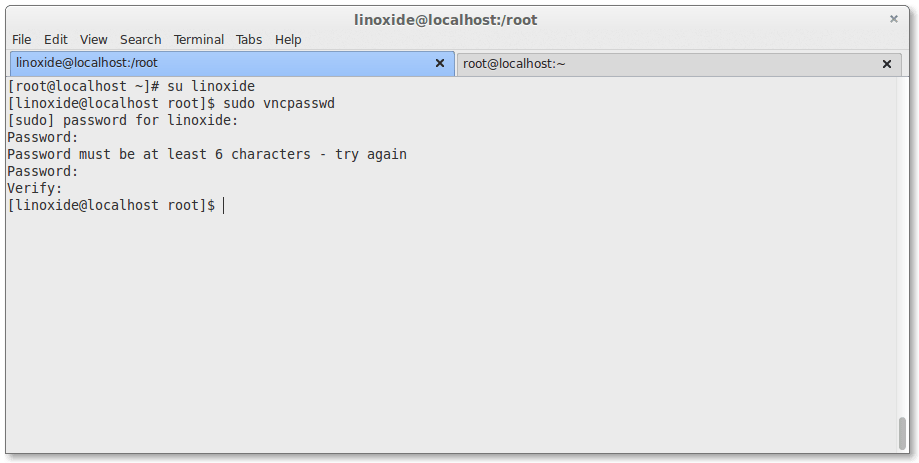 linoxide@localhost:/root
File Edit View Search Terminal Tabs Help
linoxide@localhost:/root root@localhost:~
[root@localhost ~]# su linoxide
[linoxide@localhost root]$ sudo vncpasswd
[sudo] password for linoxide:
Password:
Password must be at least 6 characters - try again
Password:
Verify:
[linoxide@localhost root]$